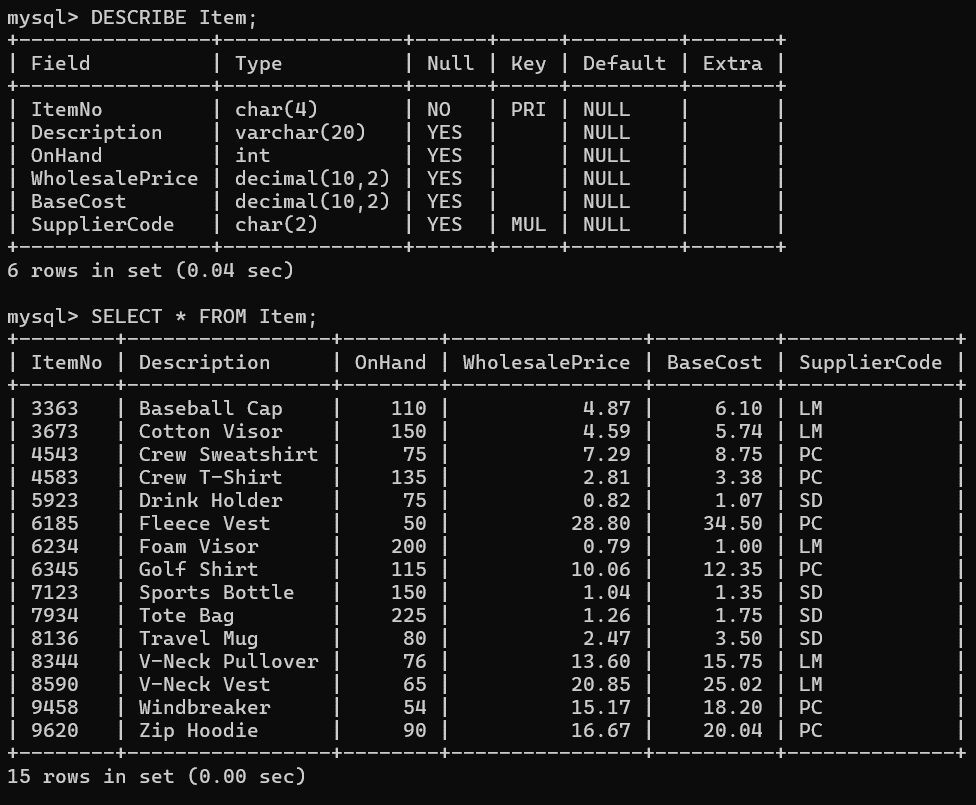 mysql> DESCRIBE Item;
+----------------+---------------+------+-----+---------+-------+
| Field          | Type          | Null | Key | Default | Extra |
+----------------+---------------+------+-----+---------+-------+
| ItemNo         | char(4)       | NO   | PRI | NULL    |       |
| Description    | varchar(20)   | YES  |     | NULL    |       |
| OnHand         | int           | YES  |     | NULL    |       |
| WholesalePrice | decimal(10,2) | YES  |     | NULL    |       |
| BaseCost       | decimal(10,2) | YES  |     | NULL    |       |
| SupplierCode   | char(2)       | YES  | MUL | NULL    |       |
+----------------+---------------+------+-----+---------+-------+
6 rows in set (0.04 sec)

mysql> SELECT * FROM Item;
+--------+-----------------+--------+----------------+----------+--------------+
| ItemNo | Description     | OnHand | WholesalePrice | BaseCost | SupplierCode |
+--------+-----------------+--------+----------------+----------+--------------+
| 3363   | Baseball Cap    |    110 |           4.87 |     6.10 | LM           |
| 3673   | Cotton Visor    |    150 |           4.59 |     5.74 | LM           |
| 4543   | Crew Sweatshirt |     75 |           7.29 |     8.75 | PC           |
| 4583   | Crew T-Shirt    |    135 |           2.81 |     3.38 | PC           |
| 5923   | Drink Holder    |     75 |           0.82 |     1.07 | SD           |
| 6185   | Fleece Vest     |     50 |          28.80 |    34.50 | PC           |
| 6234   | Foam Visor      |    200 |           0.79 |     1.00 | LM           |
| 6345   | Golf Shirt      |    115 |          10.06 |    12.35 | PC           |
| 7123   | Sports Bottle   |    150 |           1.04 |     1.35 | SD           |
| 7934   | Tote Bag        |    225 |           1.26 |     1.75 | SD           |
| 8136   | Travel Mug      |     80 |           2.47 |     3.50 | SD           |
| 8344   | V-Neck Pullover |     76 |          13.60 |    15.75 | LM           |
| 8590   | V-Neck Vest     |     65 |          20.85 |    25.02 | LM           |
| 9458   | Windbreaker     |     54 |          15.17 |    18.20 | PC           |
| 9620   | Zip Hoodie      |     90 |          16.67 |    20.04 | PC           |
+--------+-----------------+--------+----------------+----------+--------------+
15 rows in set (0.00 sec)